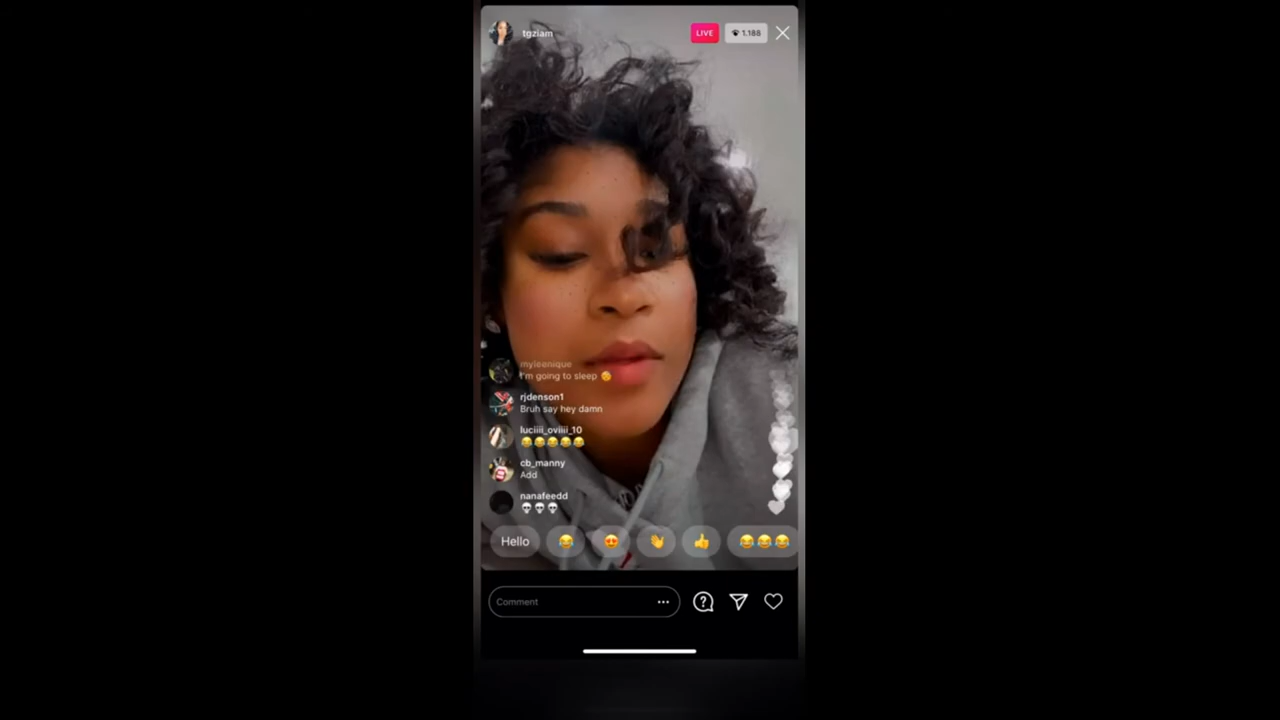 tgziam
LIVE
1,188
myleenique
I'm going to sleep 😴
rjdenson1
Bruh say hey damn
luciiii_oviiii_10
😂😂😂😂😂
cb_manny
Add
nanafeedd
💀💀💀
Hello 😂 😍 👋 👍 😂😂😂
Comment